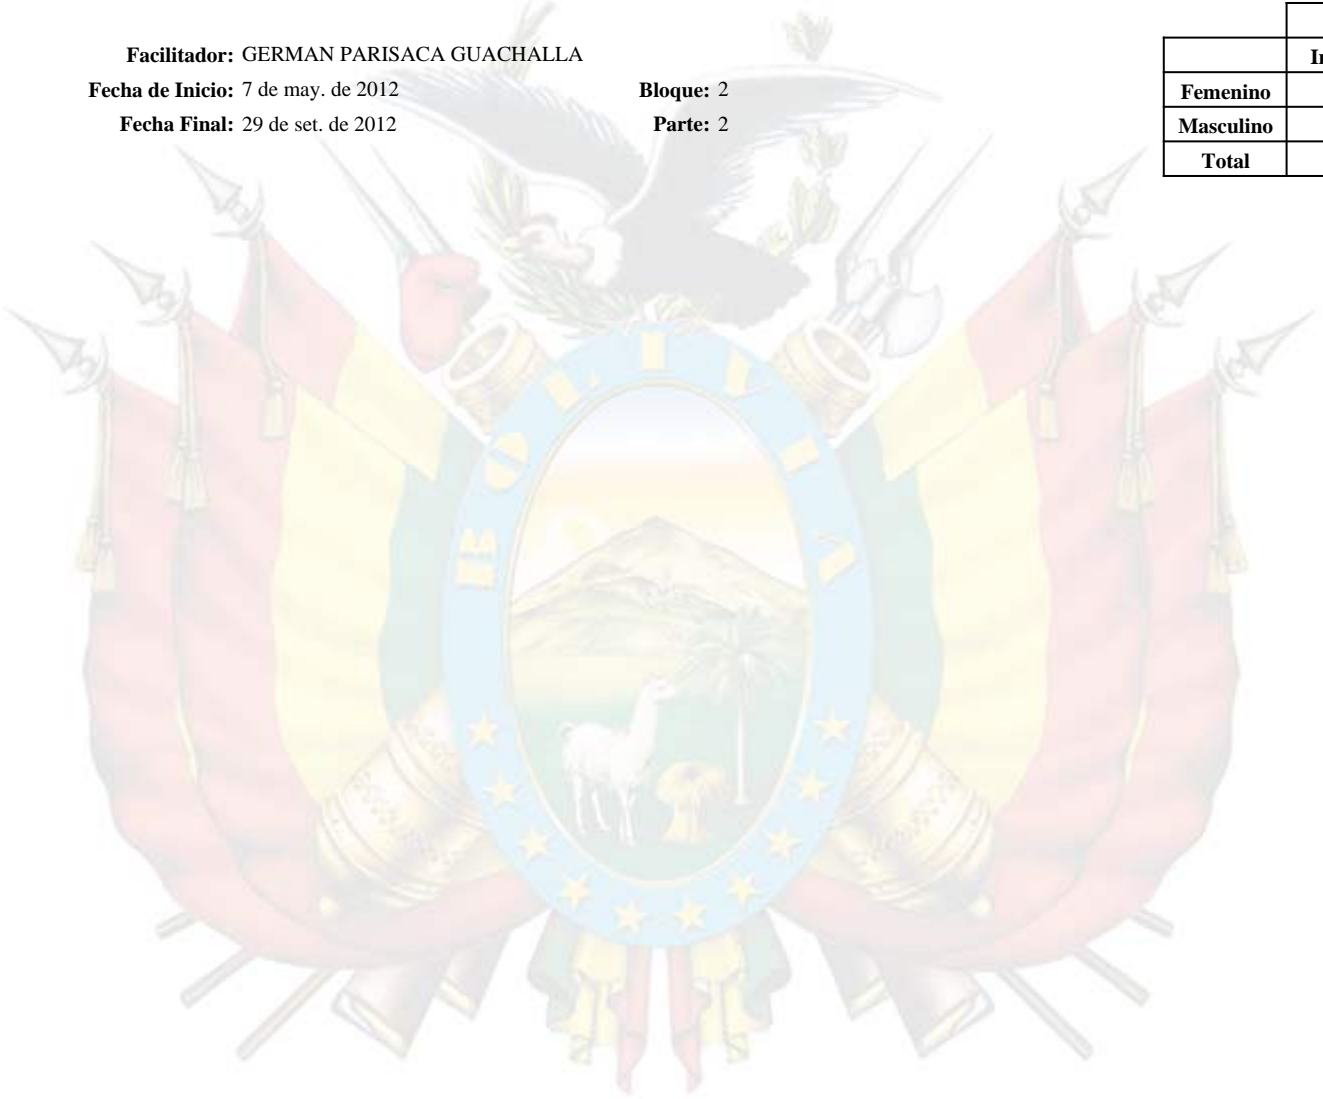 Facilitador: GERMAN PARISACA GUACHALLA
Fecha de Inicio: 7 de may. de 2012 Bloque: 2
Fecha Final: 29 de set. de 2012 Parte: 2
Femenino
Masculino
Total
BOLIVIA